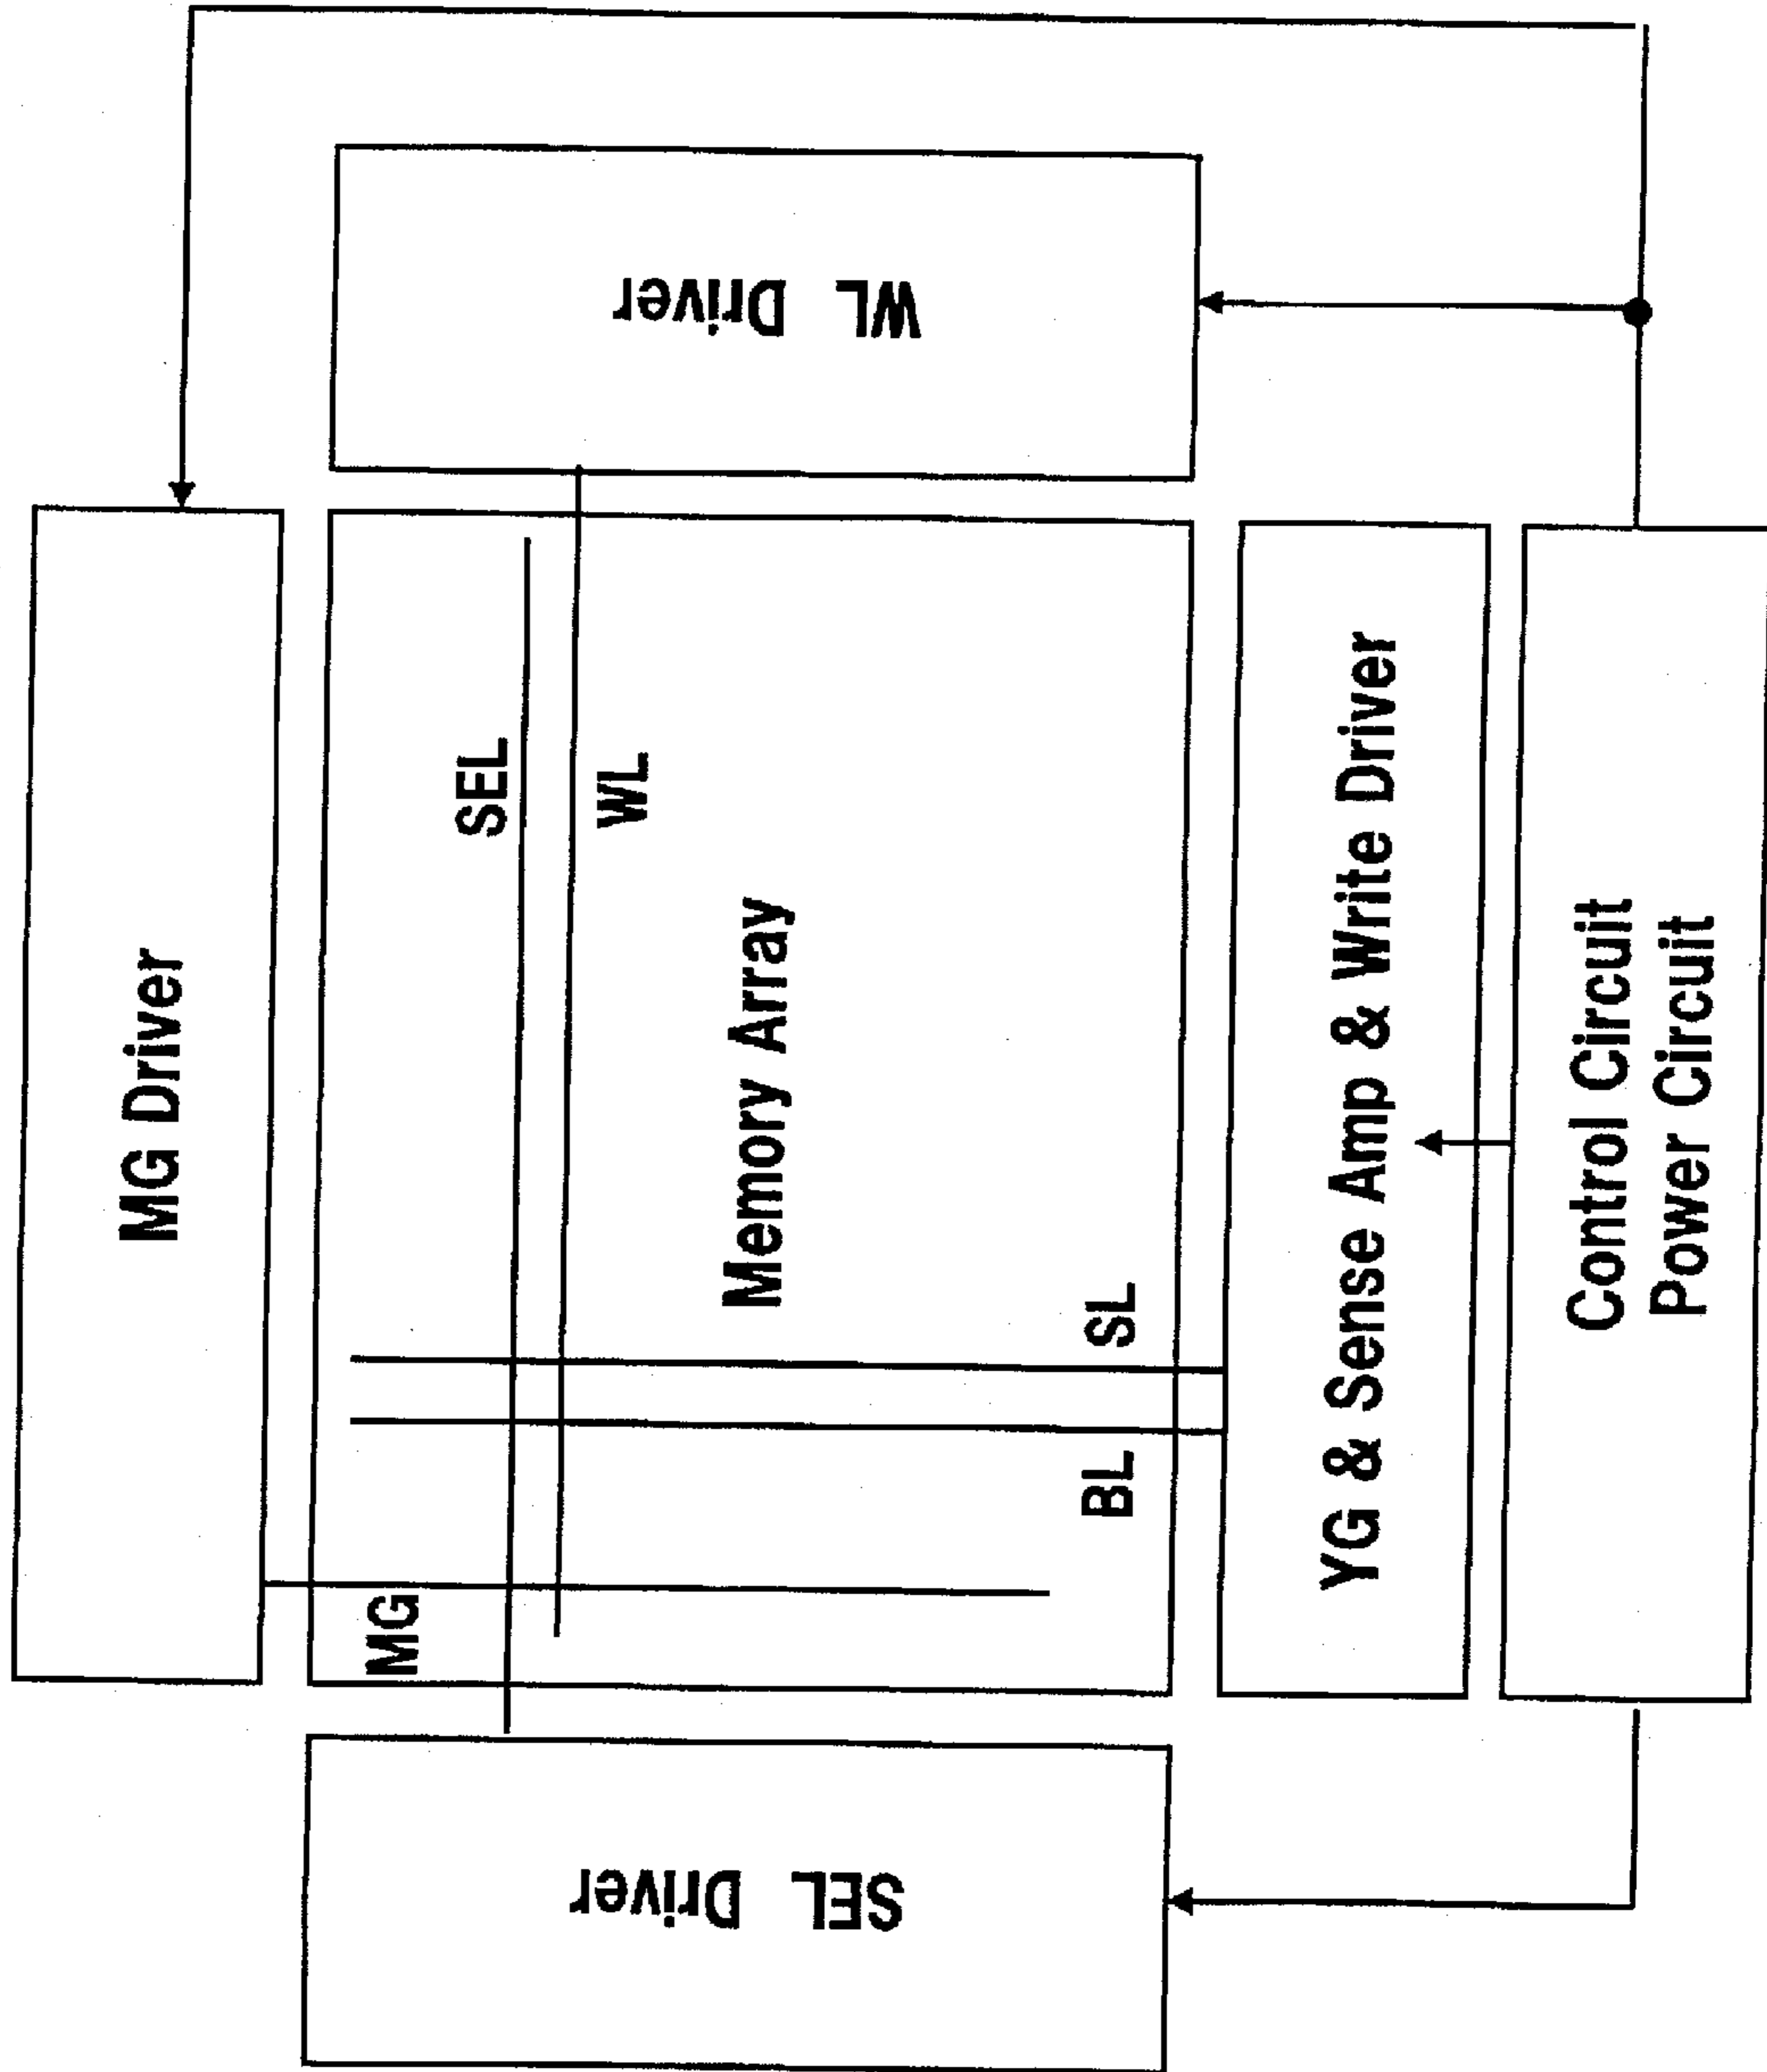 MG Driver
SEL Driver
MG
SEL
WL
Memory Array
BL
SL
WL Driver
YG & Sense Amp & Write Driver
Control Circuit
Power Circuit